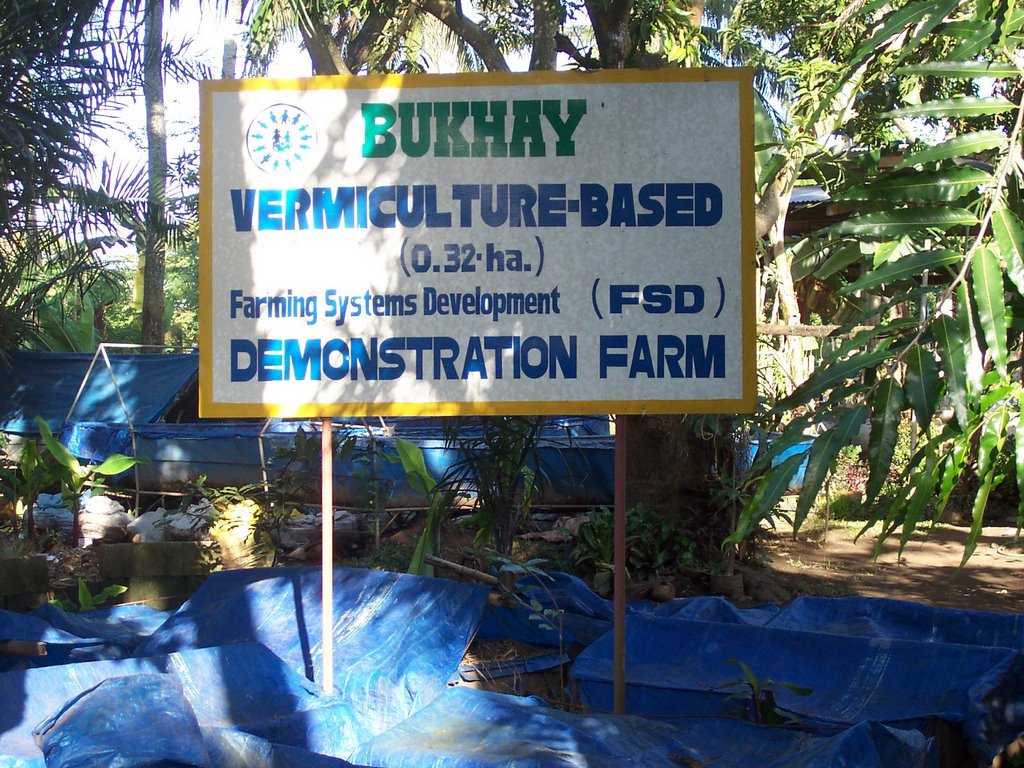 BUKHAY
VERMICULTURE-BASED
(0.32-ha.)
Farming Systems Development (FSD)
DEMONSTRATION FARM